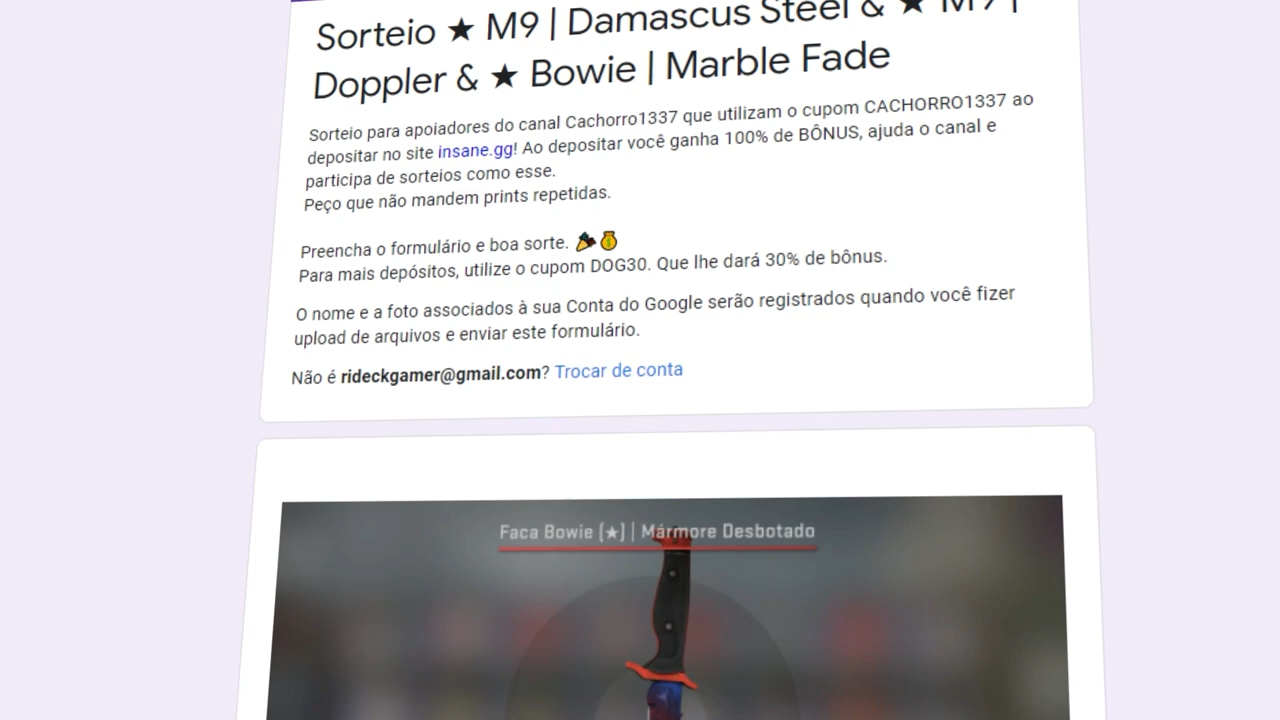 Sorteio ★ M9 | Damascus Steel & ★ M9 |
Doppler & ★ Bowie | Marble Fade
Sorteio para apoiadores do canal Cachorro1337 que utilizam o cupom CACHORRO1337 ao
depositar no site insane.gg! Ao depositar você ganha 100% de BÔNUS, ajuda o canal e
participa de sorteios como esse.
Peço que não mandem prints repetidas.
Preencha o formulário e boa sorte. 🎉💰
Para mais depósitos, utilize o cupom DOG30. Que lhe dará 30% de bônus.
O nome e a foto associados à sua Conta do Google serão registrados quando você fizer
upload de arquivos e enviar este formulário.
Não é rideckgamer@gmail.com? Trocar de conta
Faca Bowie (★) | Mármore Desbotado